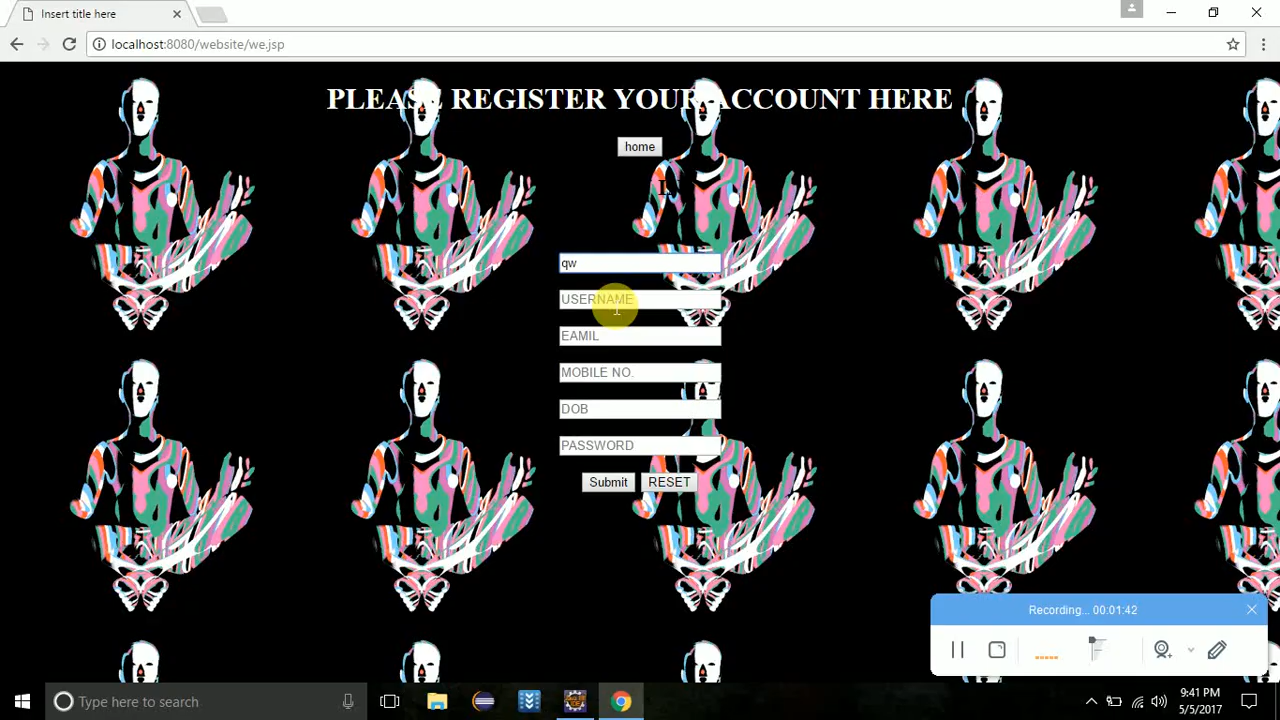 Insert title here
localhost:8080/website/we.jsp
PLEASE REGISTER YOUR ACCOUNT HERE
home
qw
USERNAME
EAMIL
MOBILE NO.
DOB
PASSWORD
Submit RESET
Recording... 00:01:42
Type here to search
9:41 PM
5/5/2017